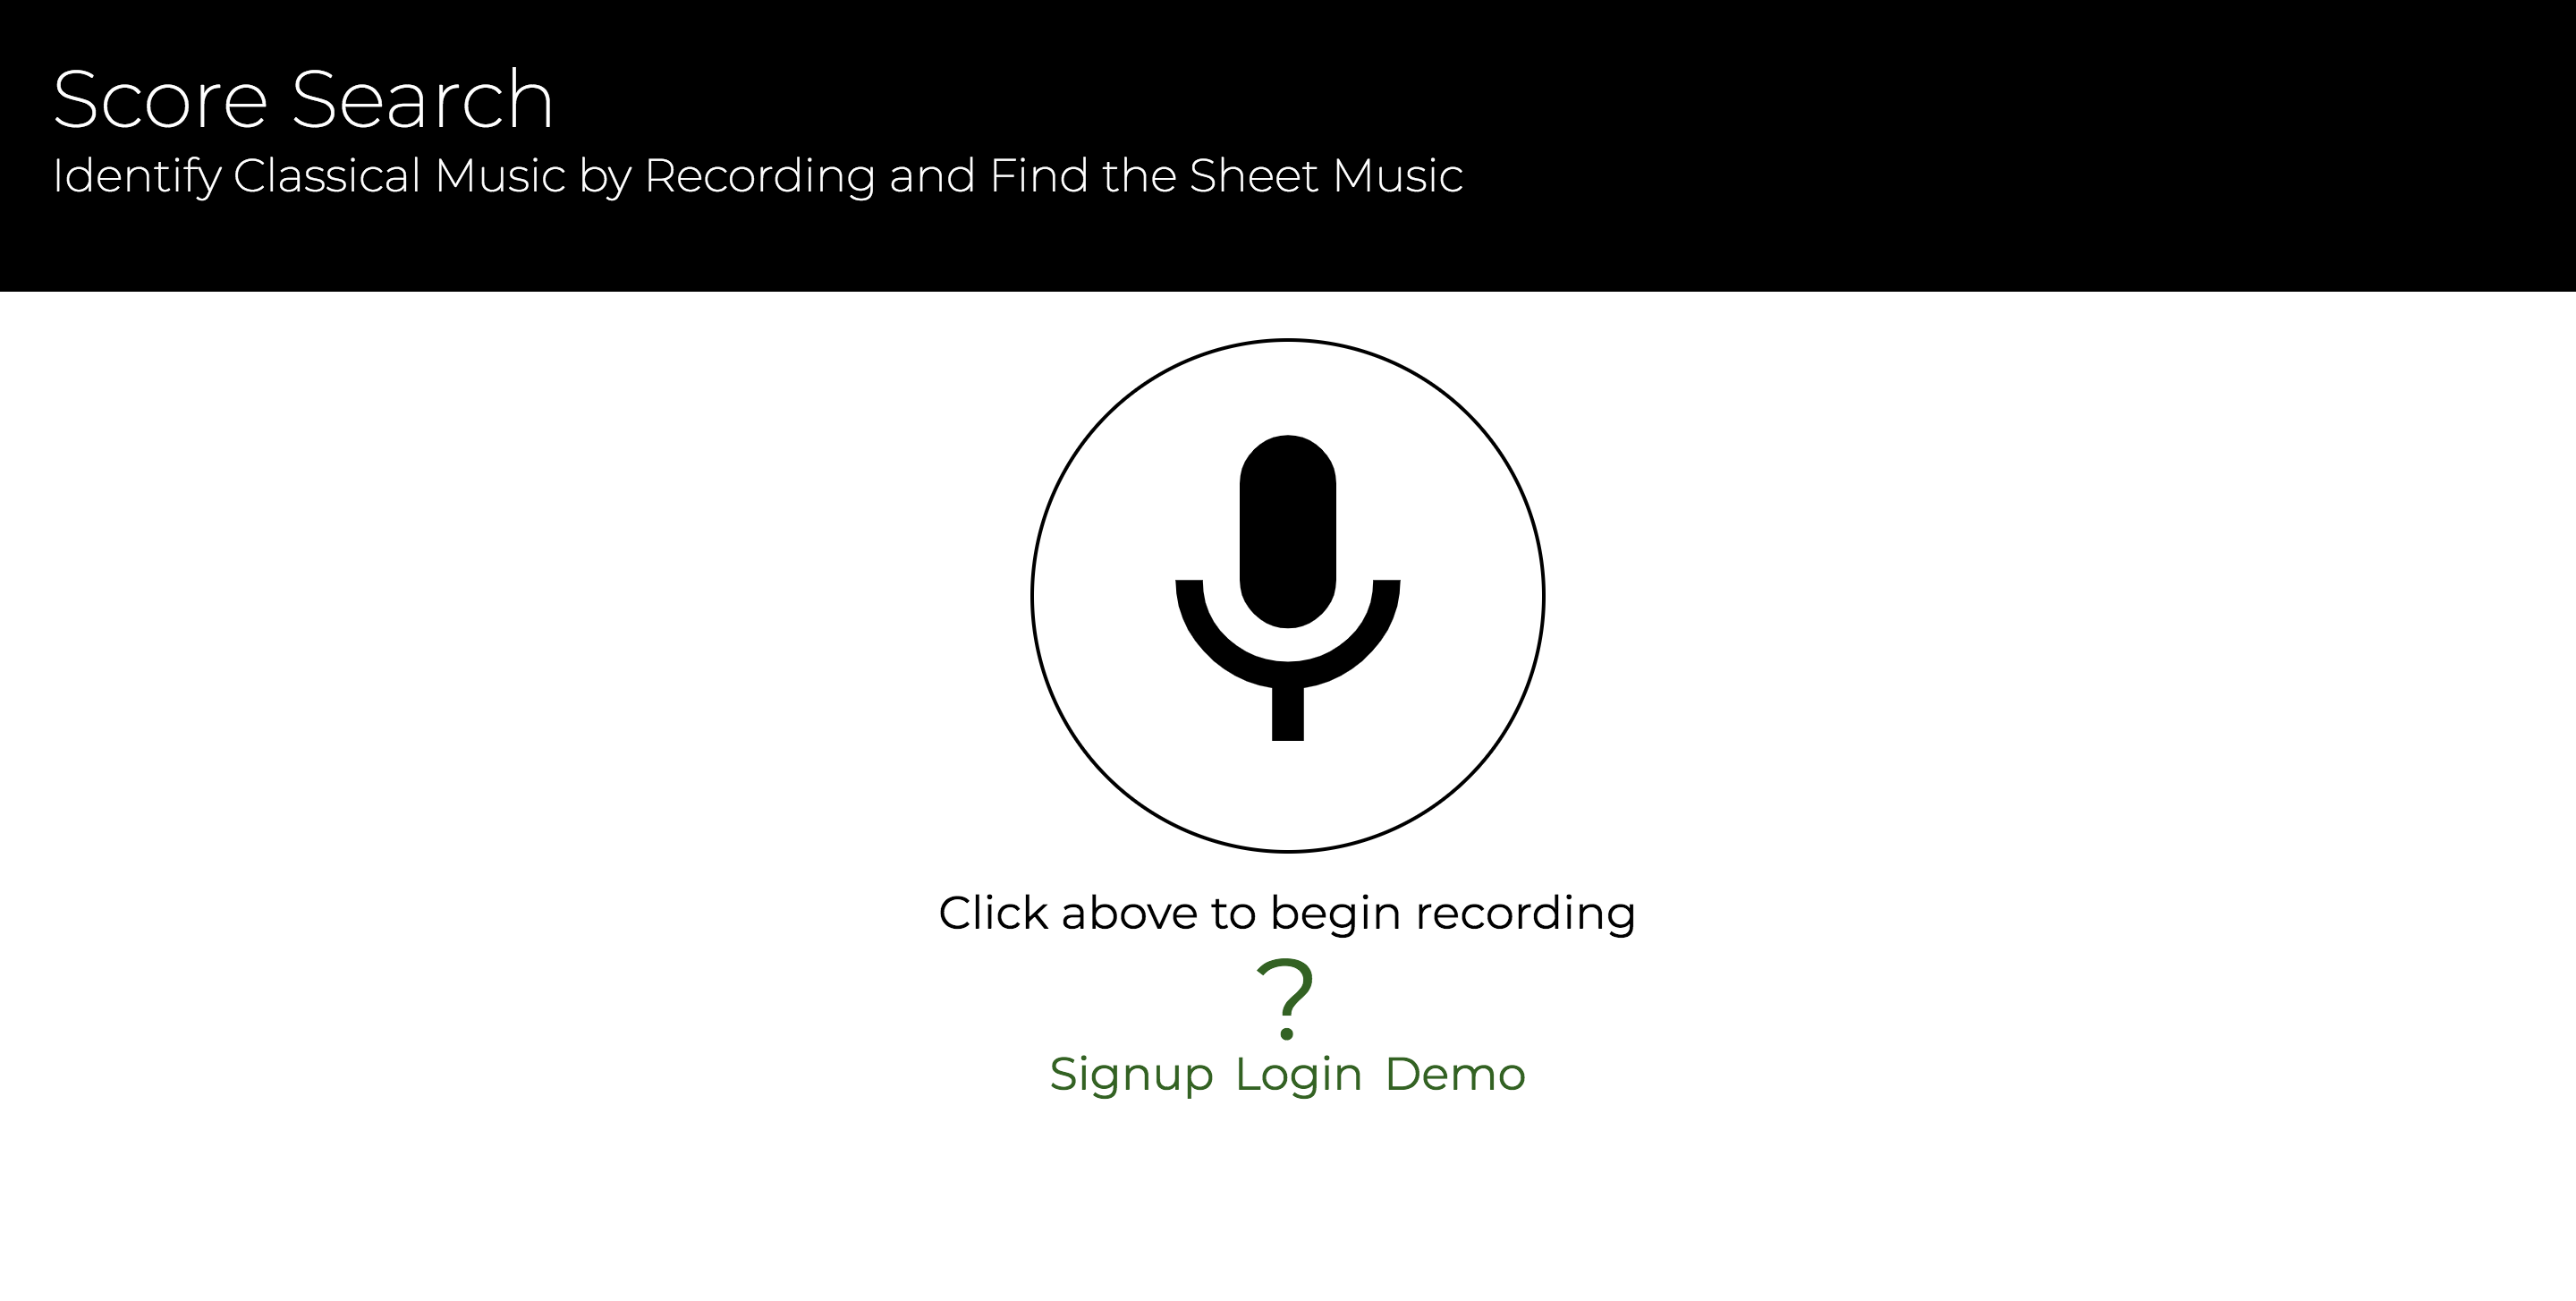 Score Search
Identify Classical Music by Recording and Find the Sheet Music
Click above to begin recording
?
Signup Login Demo